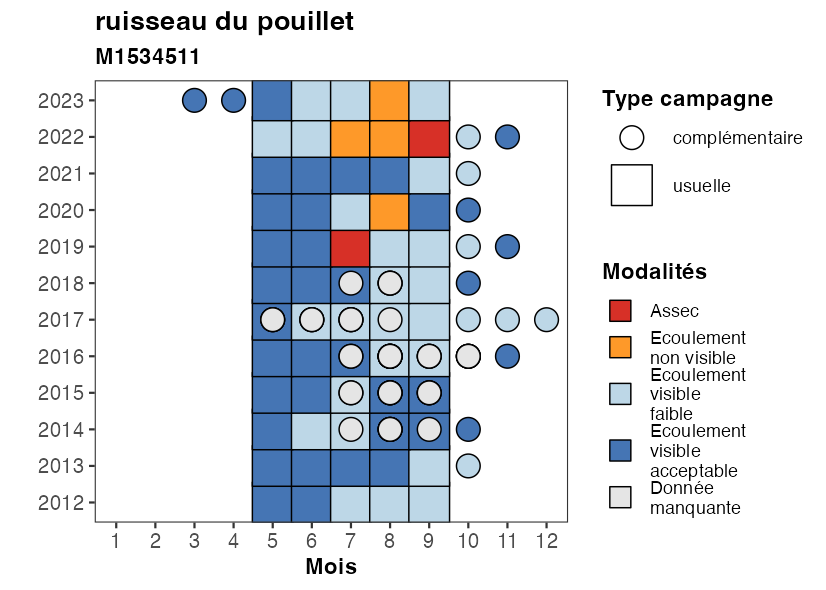 ruisseau du pouillet
M1534511
2023
2022
2021
2020
2019
2018
2017
2016
2015
2014
2013
2012
1 2 3 4 5 6 7 8 9 10 11 12
Mois
Type campagne
complémentaire
usuelle
Modalités
Assec
Ecoulement
non visible
Ecoulement
visible
faible
Ecoulement
visible
acceptable
Donnée
manquante